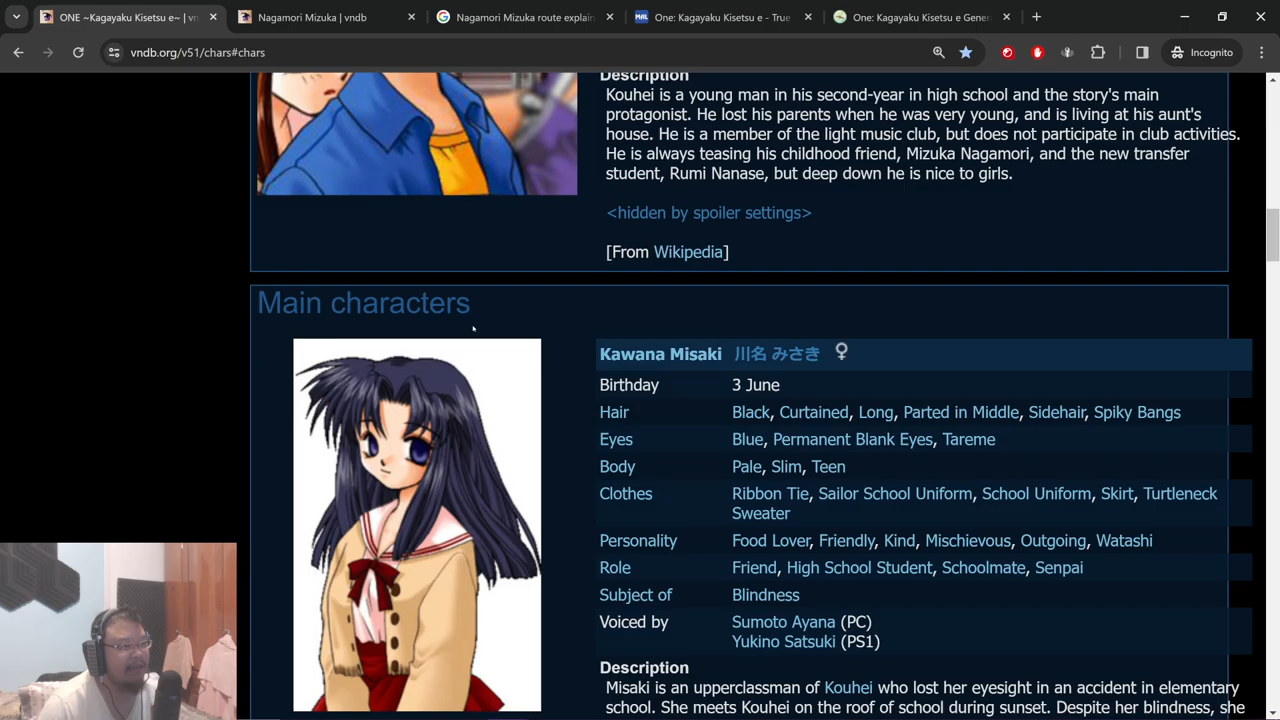 ONE ~Kagayaku Kisetsu e~ | vn
Nagamori Mizuka | vndb
Nagamori Mizuka route explain
One: Kagayaku Kisetsu e - True
One: Kagayaku Kisetsu e Gener
vndb.org/v51/chars#chars
Incognito
Description
Kouhei is a young man in his second-year in high school and the story's main
protagonist. He lost his parents when he was very young, and is living at his aunt's
house. He is a member of the light music club, but does not participate in club activities.
He is always teasing his childhood friend, Mizuka Nagamori, and the new transfer
student, Rumi Nanase, but deep down he is nice to girls.
<hidden by spoiler settings>
[From Wikipedia]
Main characters
Kawana Misaki 川名 みさき ♀
Birthday 3 June
Hair Black, Curtained, Long, Parted in Middle, Sidehair, Spiky Bangs
Eyes Blue, Permanent Blank Eyes, Tareme
Body Pale, Slim, Teen
Clothes Ribbon Tie, Sailor School Uniform, School Uniform, Skirt, Turtleneck
Sweater
Personality Food Lover, Friendly, Kind, Mischievous, Outgoing, Watashi
Role Friend, High School Student, Schoolmate, Senpai
Subject of Blindness
Voiced by Sumoto Ayana (PC)
Yukino Satsuki (PS1)
Description
Misaki is an upperclassman of Kouhei who lost her eyesight in an accident in elementary
school. She meets Kouhei on the roof of school during sunset. Despite her blindness, she